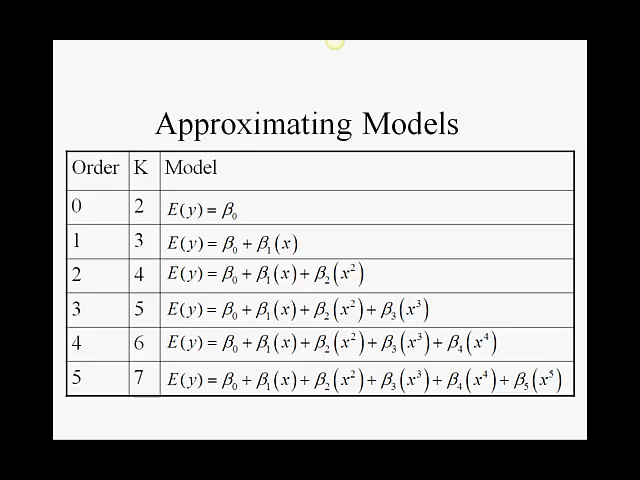 Approximating Models
Order K Model
0 2 E(y) = β₀
1 3 E(y) = β₀ + β₁(x)
2 4 E(y) = β₀ + β₁(x) + β₂(x²)
3 5 E(y) = β₀ + β₁(x) + β₂(x²) + β₃(x³)
4 6 E(y) = β₀ + β₁(x) + β₂(x²) + β₃(x³) + β₄(x⁴)
5 7 E(y) = β₀ + β₁(x) + β₂(x²) + β₃(x³) + β₄(x⁴) + β₅(x⁵)